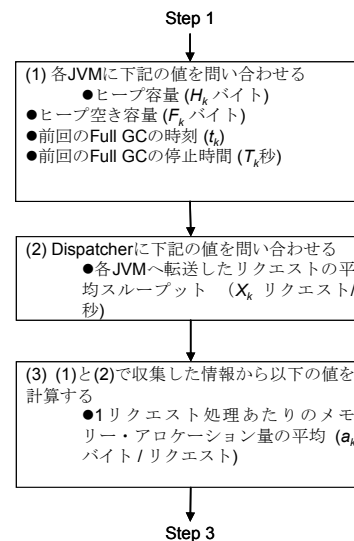 Step 1
(1) 各JVMに下記の値を問い合わせる
●ヒープ容量 (Hk バイト)
●ヒープ空き容量 (Fk バイト)
●前回のFull GCの時刻 (tk)
●前回のFull GCの停止時間 (Tk秒)
(2) Dispatcherに下記の値を問い合わせる
●各JVMへ転送したリクエストの平
均スループット （Xk リクエスト/
秒)
(3) (1)と(2)で収集した情報から以下の値を
計算する
●1リクエスト処理あたりのメモ
リー・アロケーション量の平均 (ak
バイト / リクエスト)
Step 3